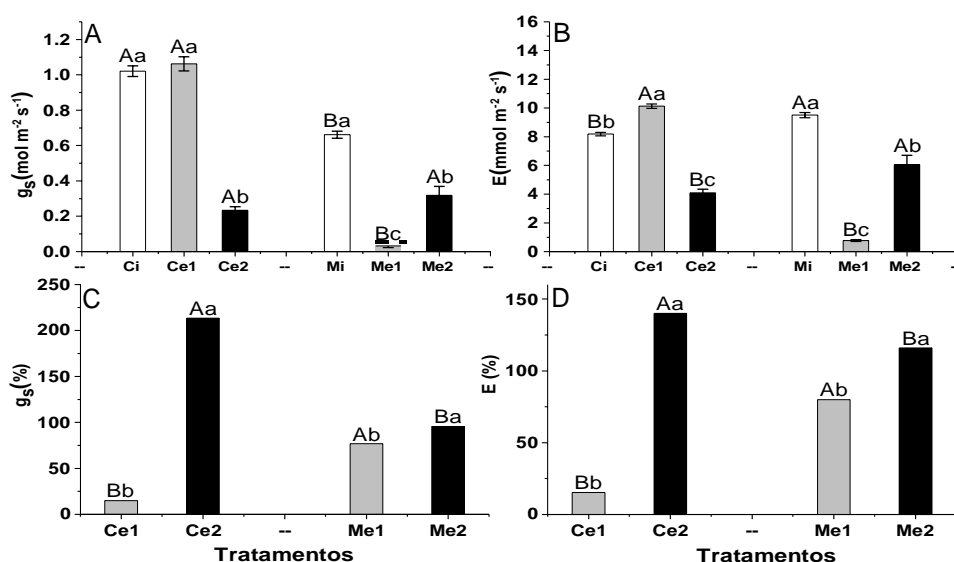 A
g_s(mol m⁻² s⁻¹)
1.2
1.0
0.8
0.6
0.4
0.2
0.0
Aa
Aa
Ab
Ba
Bc
Ab
--
Ci
Ce1
Ce2
--
Mi
Me1
Me2
--
B
E(mmol m⁻² s⁻¹)
16
14
12
10
8
6
4
2
0
Bb
Aa
Bc
Aa
Bc
Ab
--
Ci
Ce1
Ce2
--
Mi
Me1
Me2
--
C
g_s(%)
250
200
150
100
50
0
Bb
Aa
Ab
Ba
Ce1
Ce2
--
Me1
Me2
Tratamentos
D
E (%)
150
100
50
0
Bb
Aa
Ab
Ba
Ce1
Ce2
--
Me1
Me2
Tratamentos